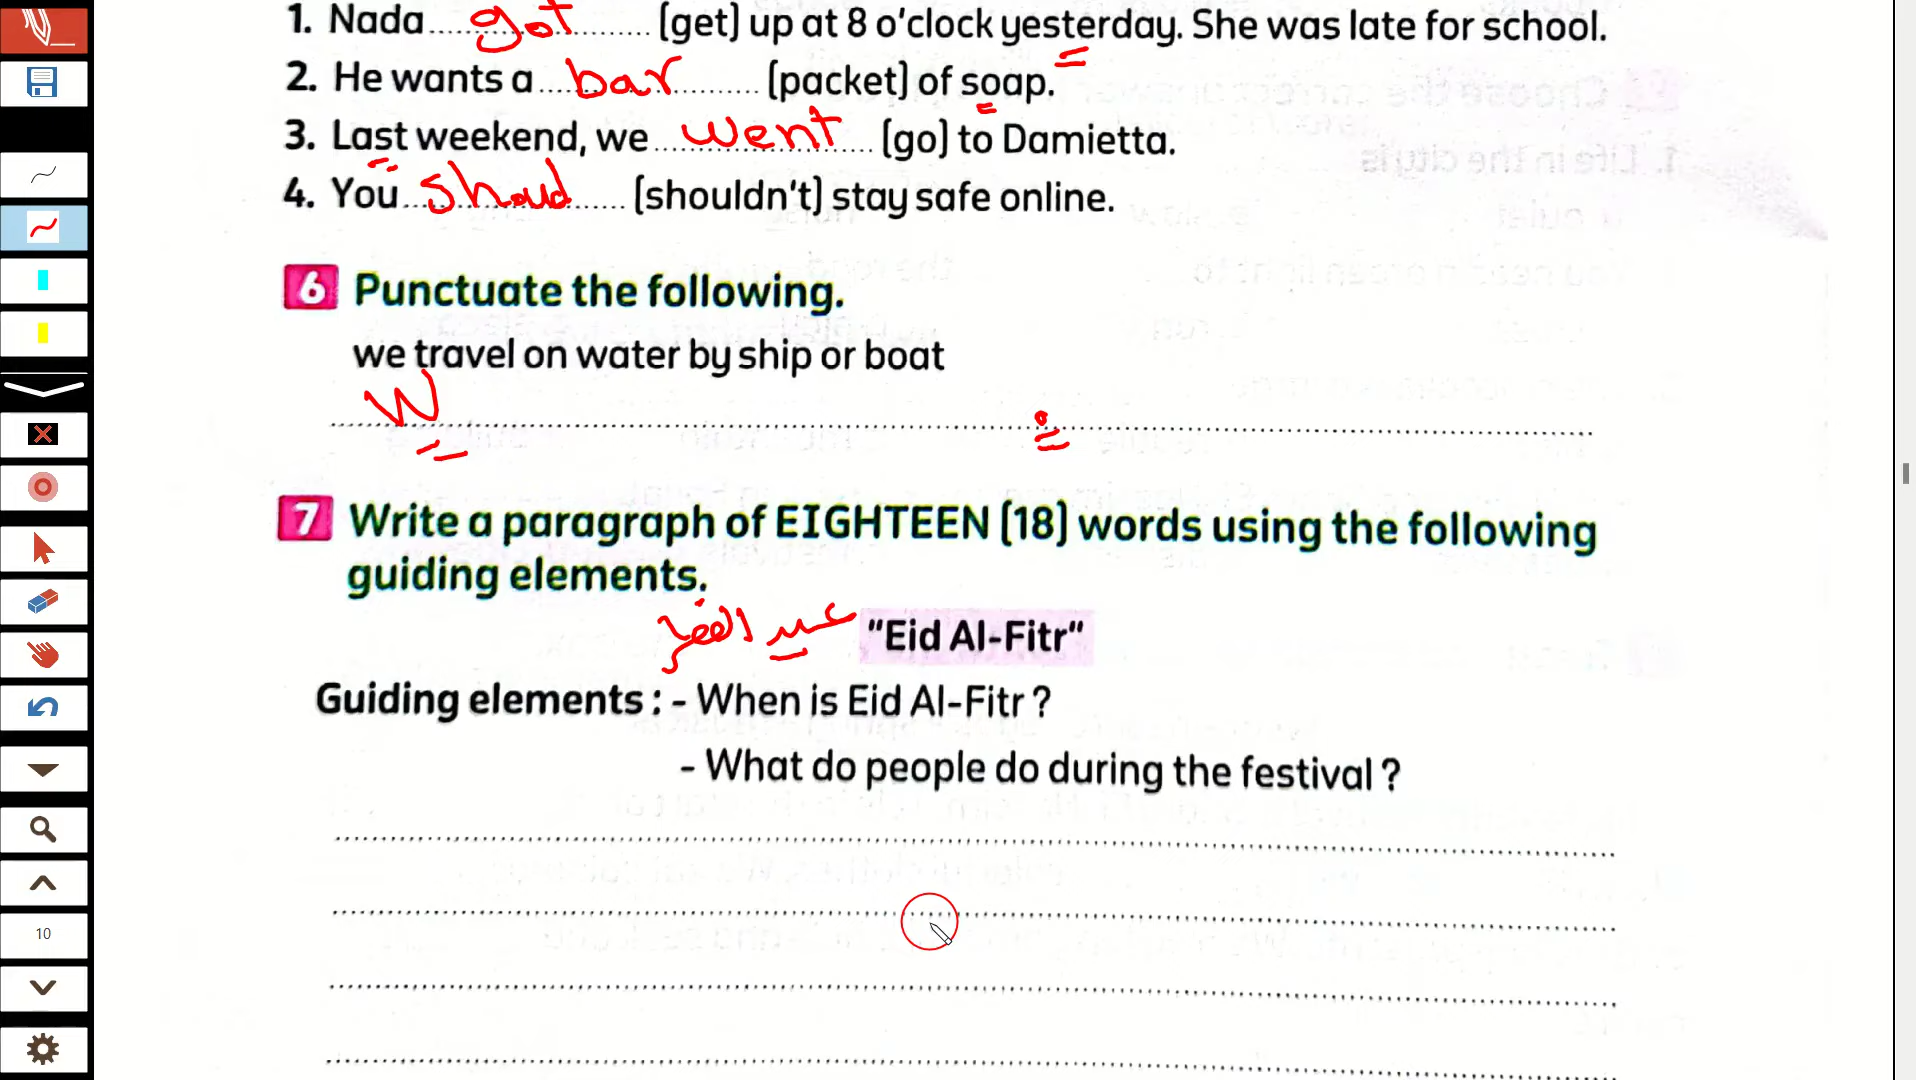 1. Nada got [get] up at 8 o'clock yesterday. She was late for school.
2. He wants a bar [packet] of soap.
3. Last weekend, we went [go] to Damietta.
4. You shoud [shouldn't] stay safe online.
6 Punctuate the following.
we travel on water by ship or boat
W .
7 Write a paragraph of EIGHTEEN [18] words using the following
guiding elements.
عيد الفطر "Eid Al-Fitr"
Guiding elements : - When is Eid Al-Fitr ?
- What do people do during the festival ?
10